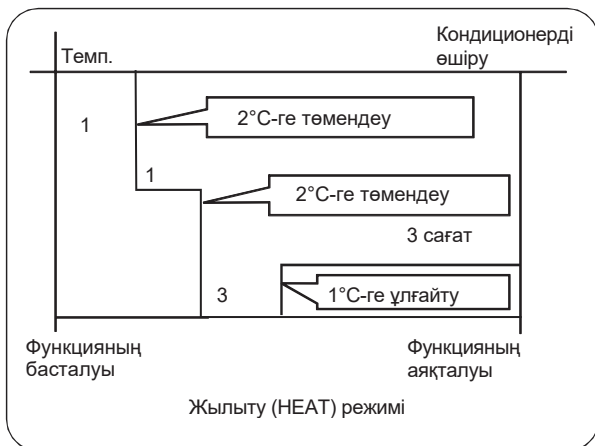 Темп.
Кондиционерді
өшіру
1
2°C-ге төмендеу
1
2°C-ге төмендеу
3 сағат
3
1°C-ге ұлғайту
Функцияның
басталуы
Функцияның
аяқталуы
Жылыту (HEAT) режимі